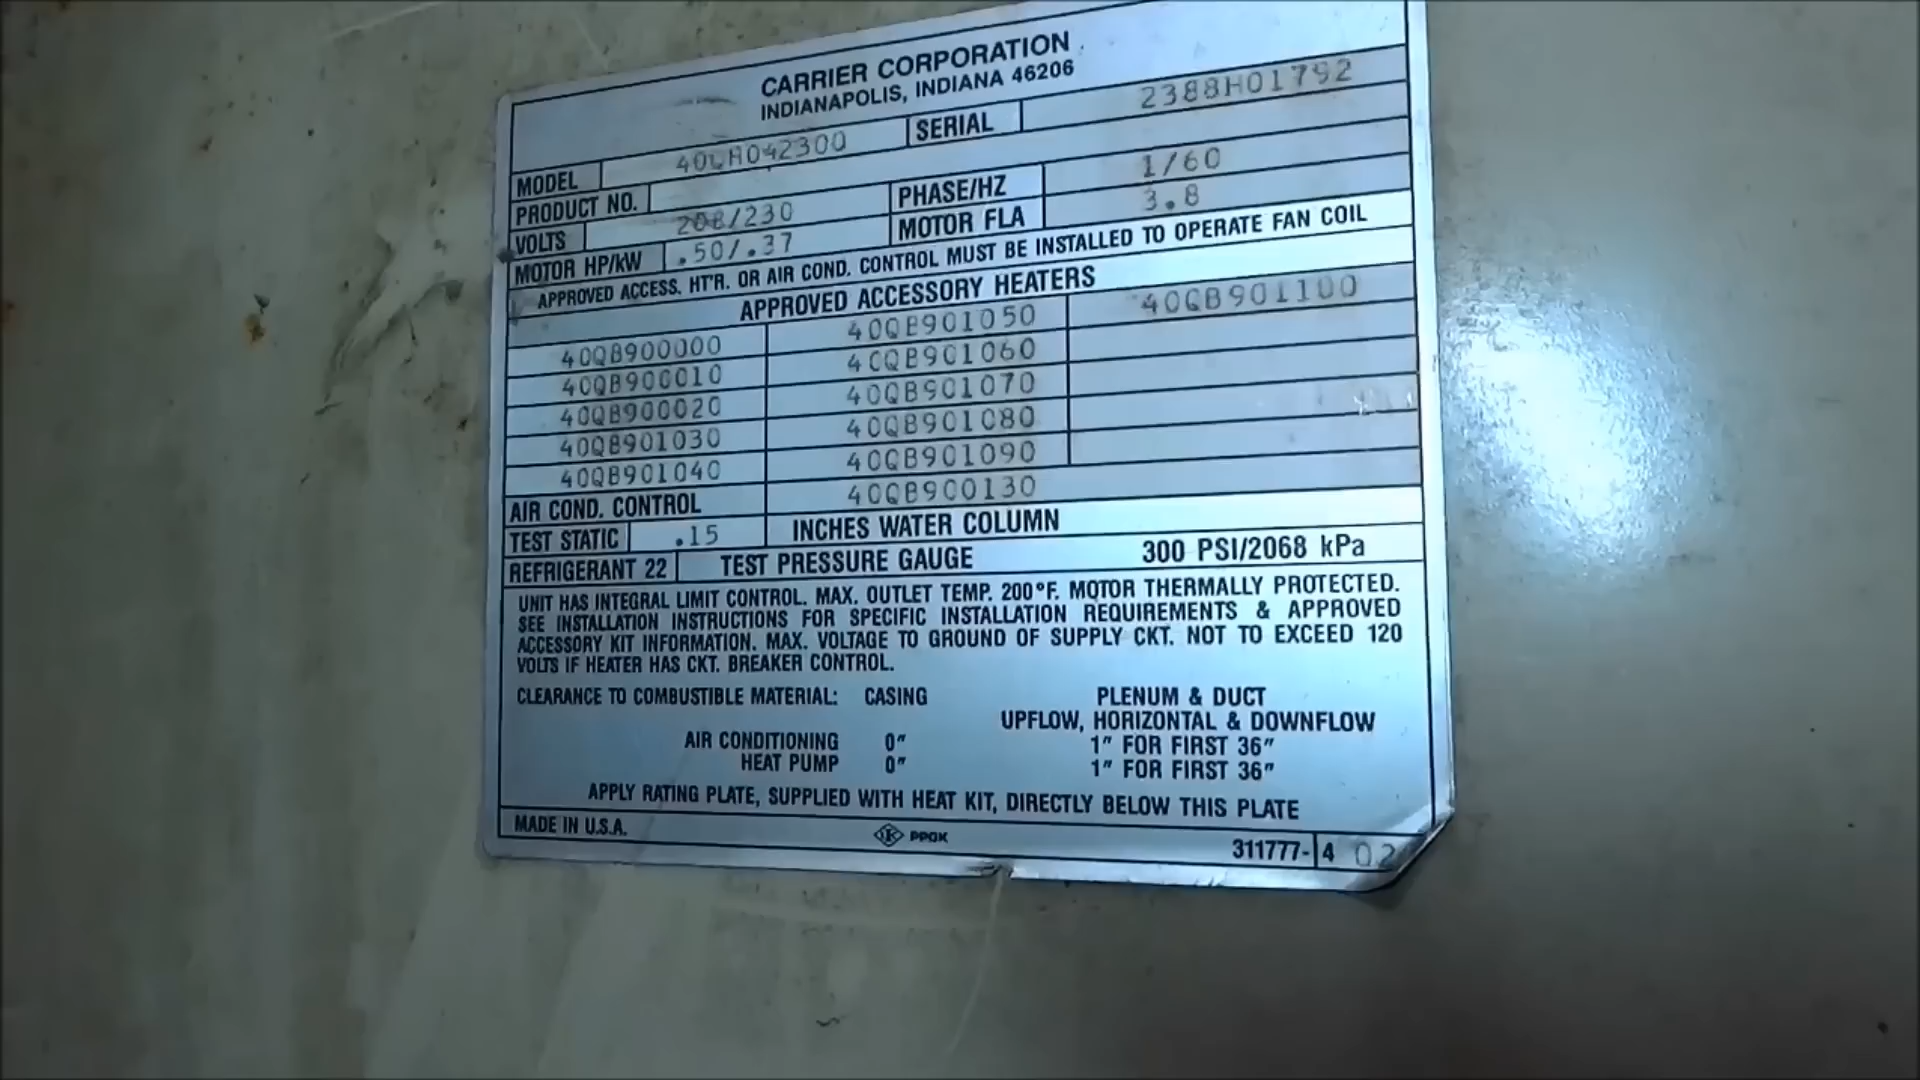 CARRIER CORPORATION
INDIANAPOLIS, INDIANA 46206
MODEL 40QH042300 SERIAL 2388H01792
PRODUCT NO.
VOLTS 208/230 PHASE/HZ 1/60
MOTOR HP/KW .50/.37 MOTOR FLA 3.8
APPROVED ACCESS. HT'R. OR AIR COND. CONTROL MUST BE INSTALLED TO OPERATE FAN COIL
APPROVED ACCESSORY HEATERS
40QB900000 40QB901050 40QB901100
40QB900010 40QB901060
40QB900020 40QB901070
40QB901030 40QB901080
40QB901040 40QB901090
AIR COND. CONTROL 40QB900130
TEST STATIC .15 INCHES WATER COLUMN
REFRIGERANT 22 TEST PRESSURE GAUGE 300 PSI/2068 kPa
UNIT HAS INTEGRAL LIMIT CONTROL. MAX. OUTLET TEMP. 200°F. MOTOR THERMALLY PROTECTED.
SEE INSTALLATION INSTRUCTIONS FOR SPECIFIC INSTALLATION REQUIREMENTS & APPROVED
ACCESSORY KIT INFORMATION. MAX. VOLTAGE TO GROUND OF SUPPLY CKT. NOT TO EXCEED 120
VOLTS IF HEATER HAS CKT. BREAKER CONTROL.
CLEARANCE TO COMBUSTIBLE MATERIAL: CASING PLENUM & DUCT
UPFLOW, HORIZONTAL & DOWNFLOW
AIR CONDITIONING 0" 1" FOR FIRST 36"
HEAT PUMP 0" 1" FOR FIRST 36"
APPLY RATING PLATE, SUPPLIED WITH HEAT KIT, DIRECTLY BELOW THIS PLATE
MADE IN U.S.A. PPGK 311777- 4 02